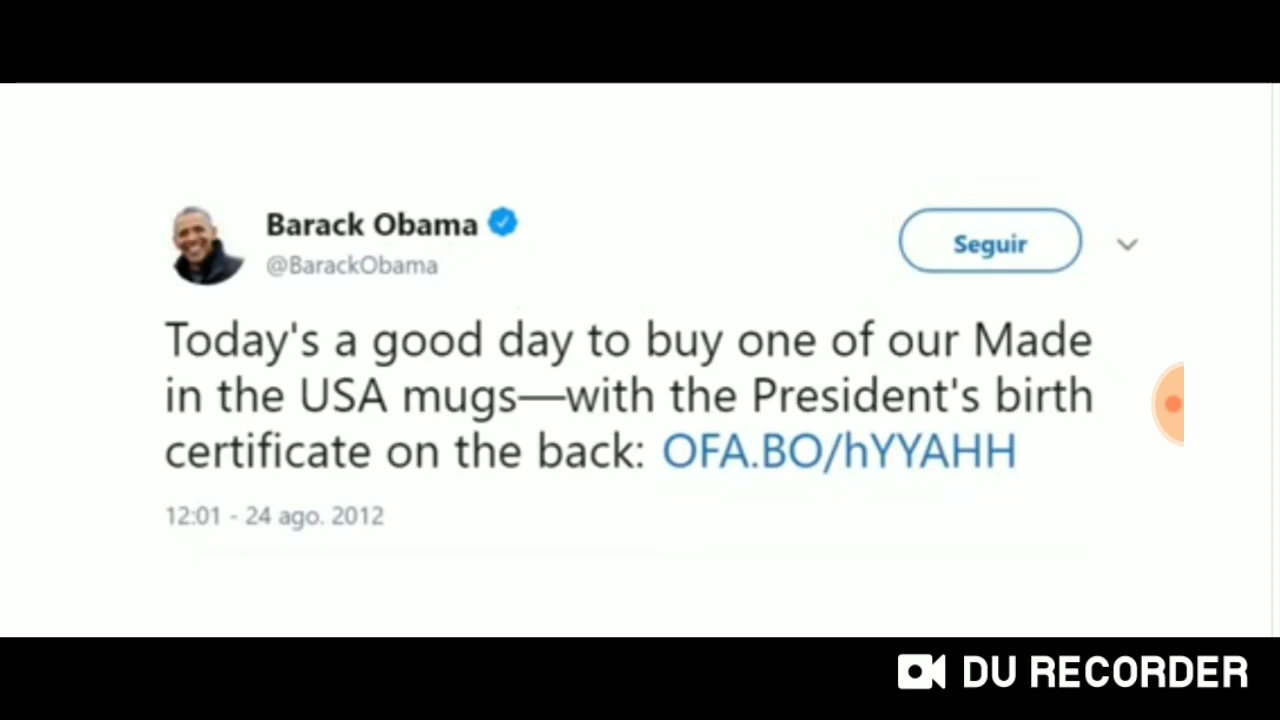 Barack Obama
@BarackObama
Seguir
Today's a good day to buy one of our Made
in the USA mugs—with the President's birth
certificate on the back: OFA.BO/hYYAHH
12:01 - 24 ago. 2012
DU RECORDER